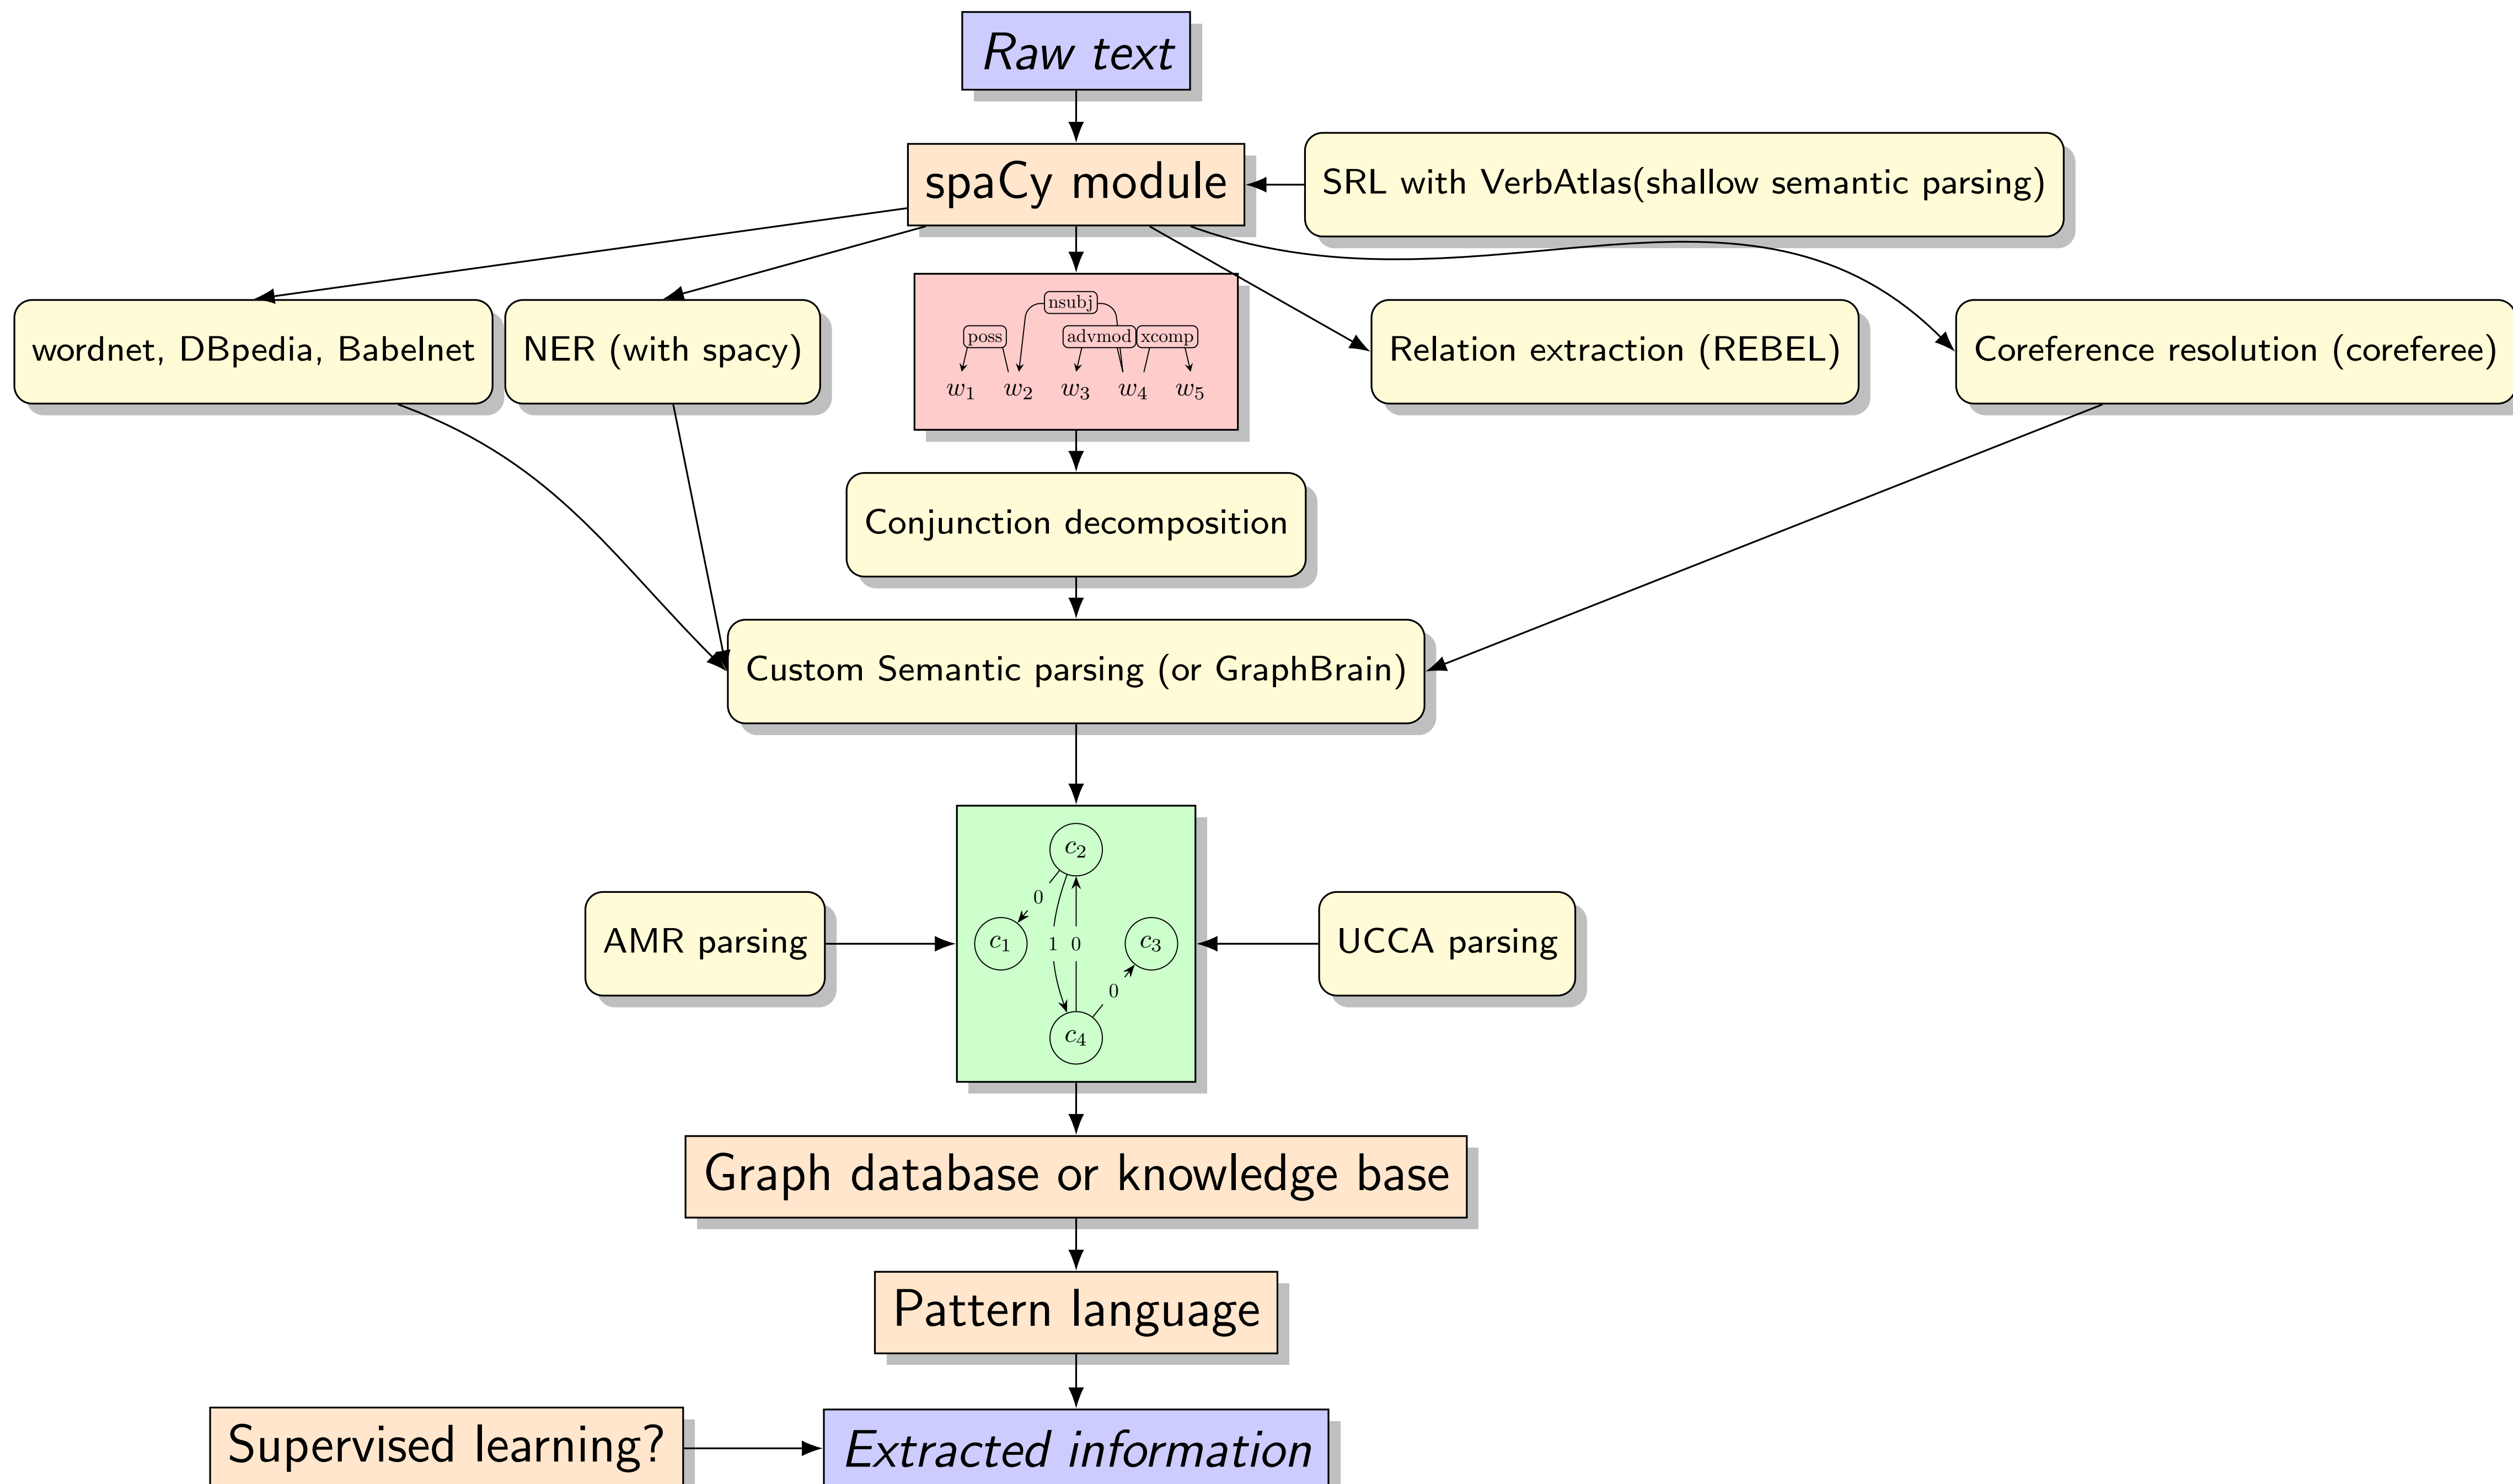 Raw text
spaCy module
SRL with VerbAtlas(shallow semantic parsing)
wordnet, DBpedia, Babelnet
NER (with spacy)
nsubj
poss
advmod
xcomp
w₁ w₂ w₃ w₄ w₅
Relation extraction (REBEL)
Coreference resolution (coreferee)
Conjunction decomposition
Custom Semantic parsing (or GraphBrain)
c₂
0
AMR parsing
c₁
1 0
c₃
UCCA parsing
0
c₄
Graph database or knowledge base
Pattern language
Supervised learning?
Extracted information